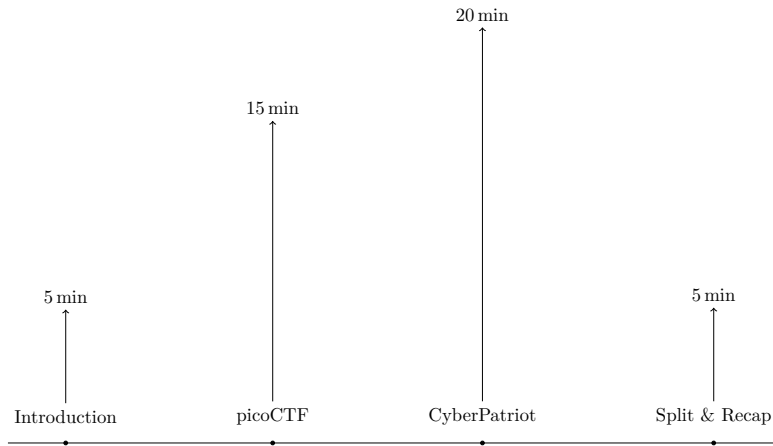 20 min
15 min
5 min
5 min
Introduction
picoCTF
CyberPatriot
Split & Recap